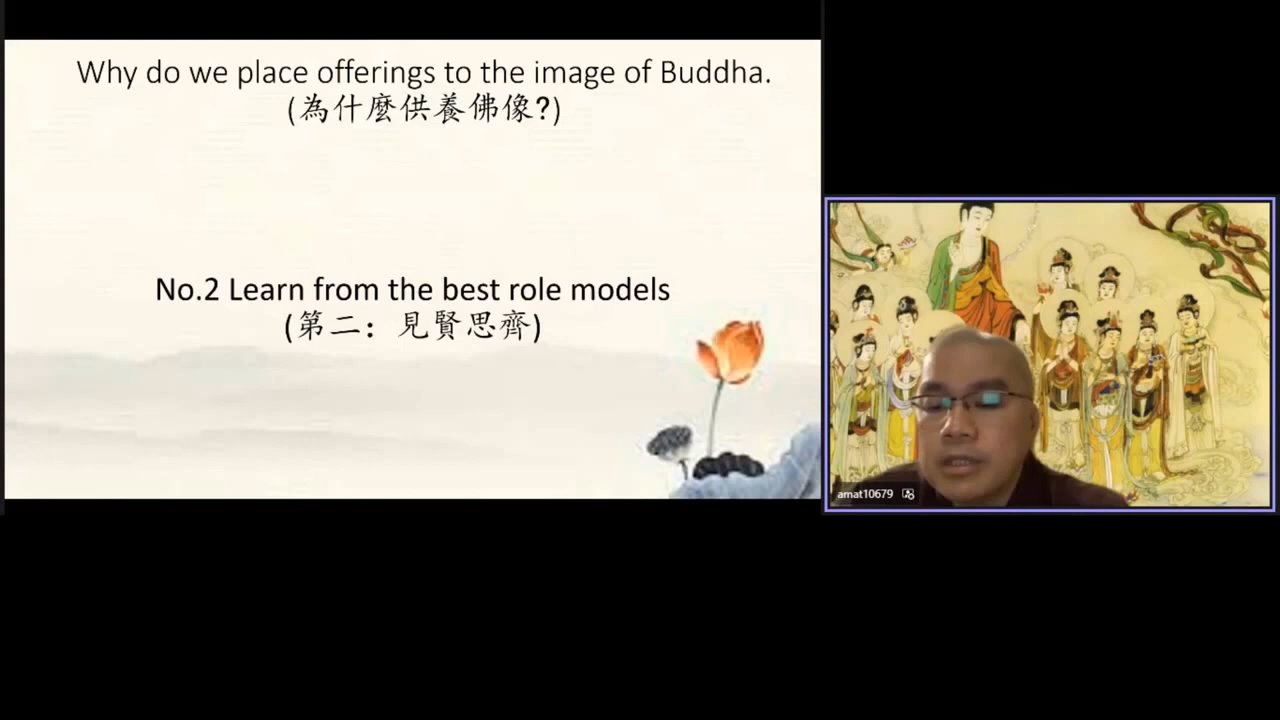 Why do we place offerings to the image of Buddha.
(為什麼供養佛像?)
No.2 Learn from the best role models
(第二：見賢思齊)
amat10679